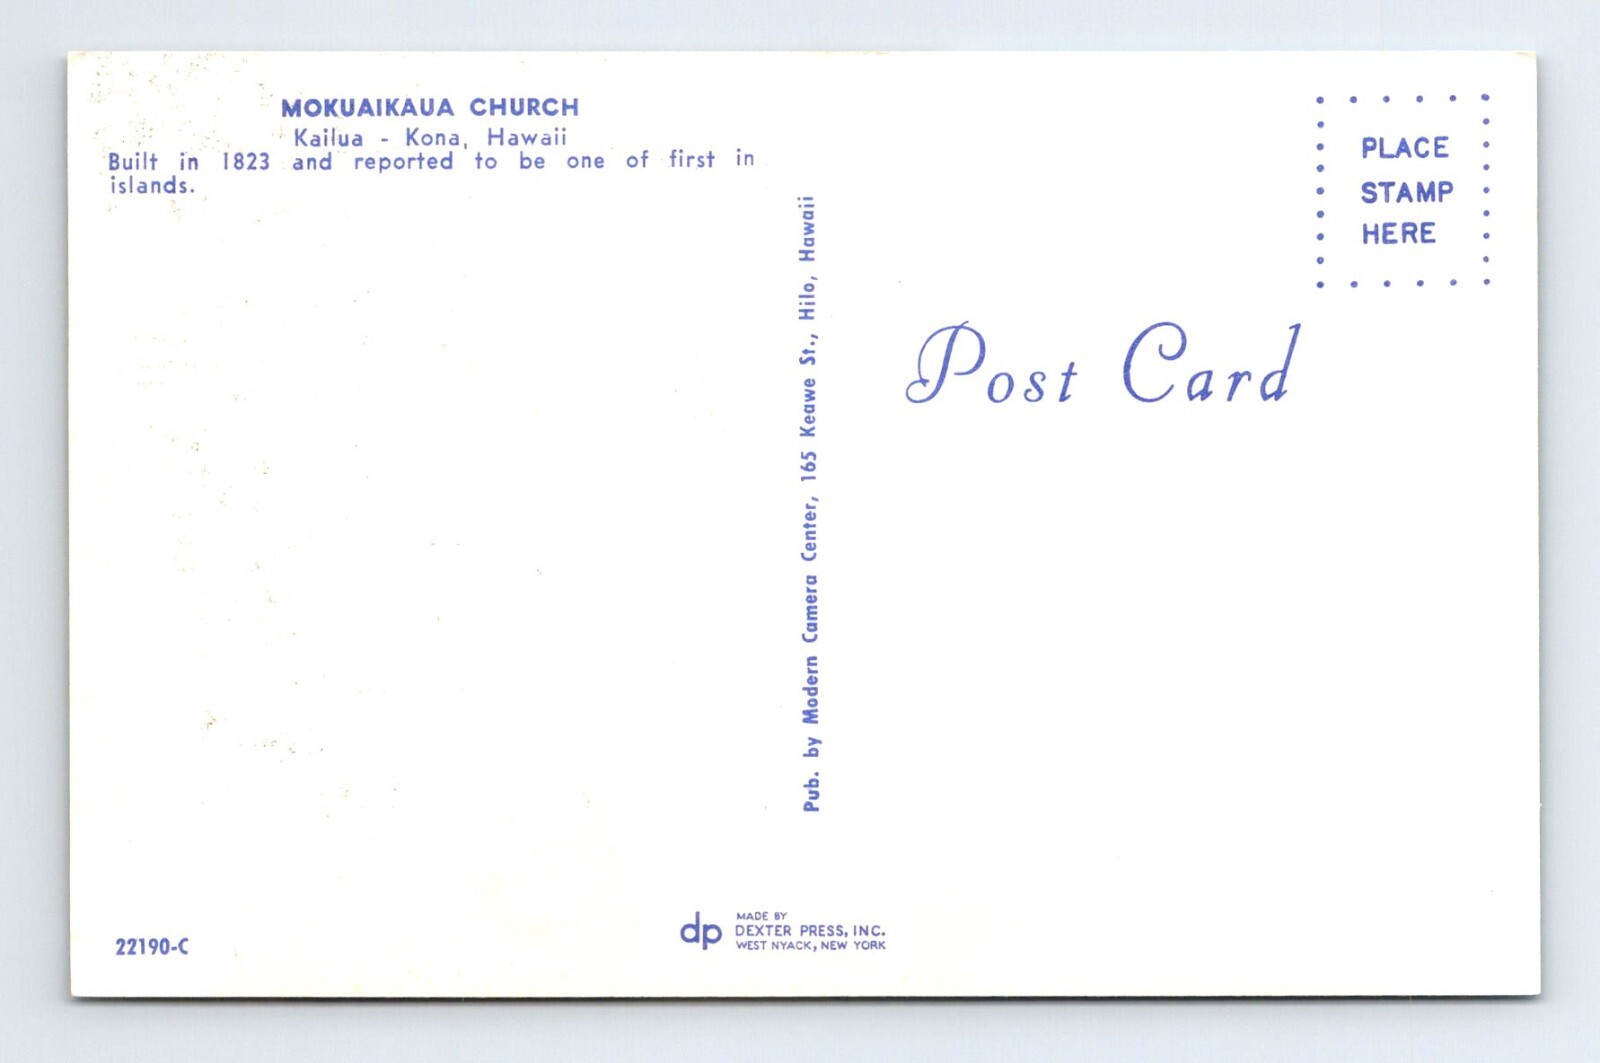 MOKUAIKAUA CHURCH
Kailua - Kona, Hawaii
Built in 1823 and reported to be one of first in
islands.
Pub. by Modern Camera Center, 165 Keawe St., Hilo, Hawaii
PLACE
STAMP
HERE
Post Card
22190-C
dp
MADE BY
DEXTER PRESS, INC.
WEST NYACK, NEW YORK